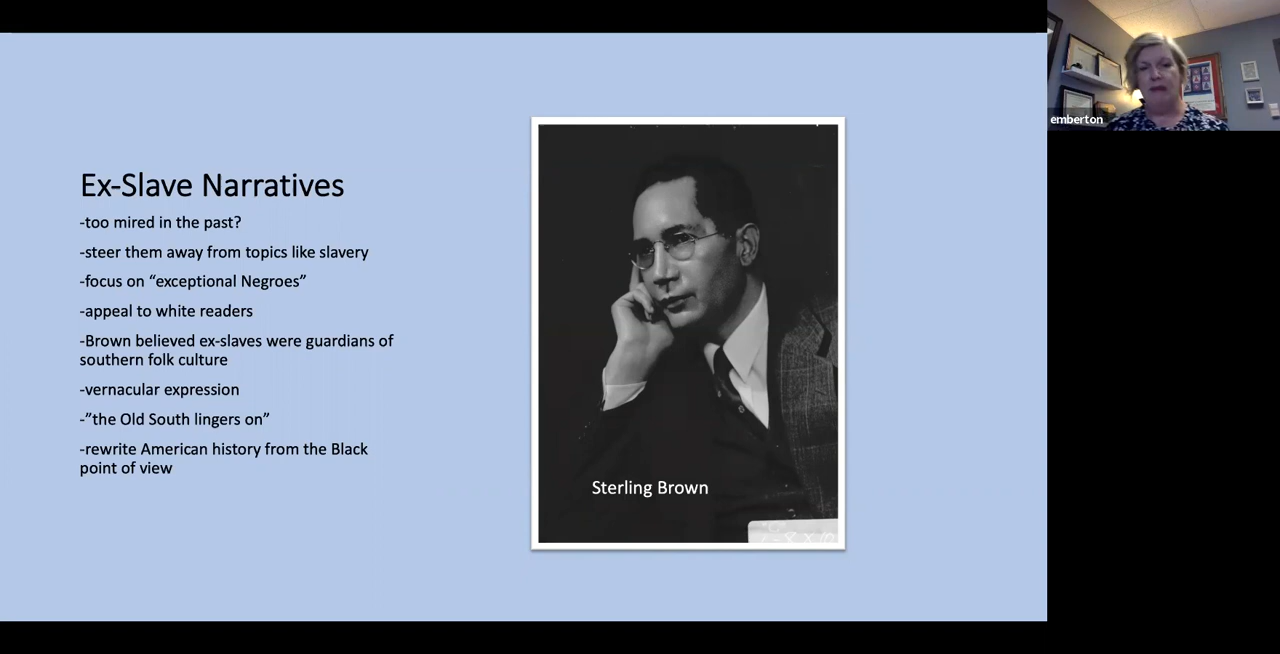 Ex-Slave Narratives
-too mired in the past?
-steer them away from topics like slavery
-focus on “exceptional Negroes”
-appeal to white readers
-Brown believed ex-slaves were guardians of
southern folk culture
-vernacular expression
-”the Old South lingers on”
-rewrite American history from the Black
point of view
Sterling Brown
emberton